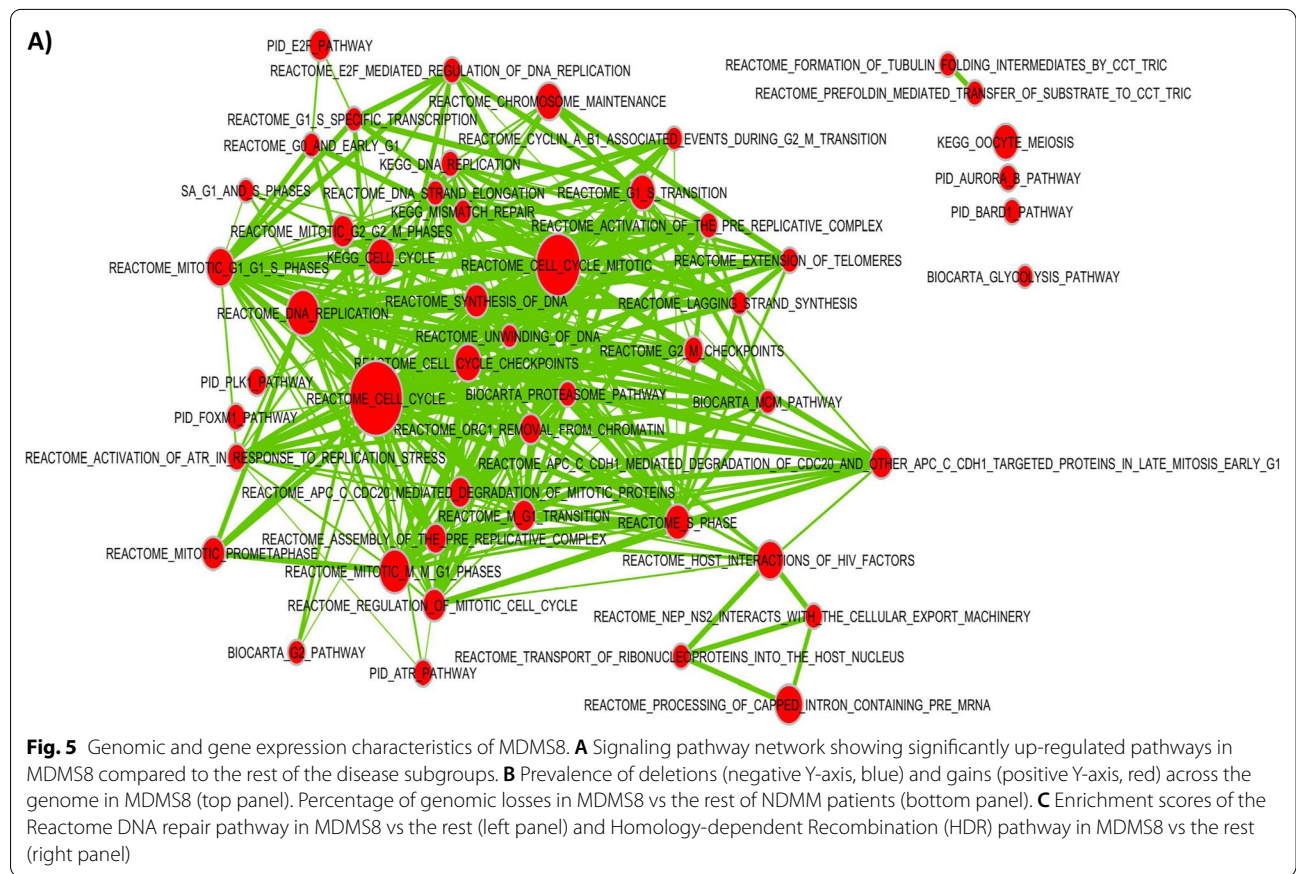 A)
PID_E2F_PATHWAY
REACTOME_E2F_MEDIATED_REGULATION_OF_DNA_REPLICATION
REACTOME_FORMATION_OF_TUBULIN_FOLDING_INTERMEDIATES_BY_CCT_TRIC
REACTOME_PREFOLDIN_MEDIATED_TRANSFER_OF_SUBSTRATE_TO_CCT_TRIC
REACTOME_CHROMOSOME_MAINTENANCE
REACTOME_G1_S_SPECIFIC_TRANSCRIPTION
REACTOME_CYCLIN_A_B1_ASSOCIATED_EVENTS_DURING_G2_M_TRANSITION
KEGG_OOCYTE_MEIOSIS
REACTOME_G0_AND_EARLY_G1
KEGG_DNA_REPLICATION
PID_AURORA_B_PATHWAY
SA_G1_AND_S_PHASES
REACTOME_DNA_STRAND_ELONGATION
REACTOME_G1_S_TRANSITION
KEGG_MISMATCH_REPAIR
PID_BARD1_PATHWAY
REACTOME_MITOTIC_G2_G2_M_PHASES
REACTOME_ACTIVATION_OF_THE_PRE_REPLICATIVE_COMPLEX
KEGG_CELL_CYCLE
REACTOME_EXTENSION_OF_TELOMERES
REACTOME_MITOTIC_G1_G1_S_PHASES
REACTOME_CELL_CYCLE_MITOTIC
BIOCARTA_GLYCOLYSIS_PATHWAY
REACTOME_SYNTHESIS_OF_DNA
REACTOME_LAGGING_STRAND_SYNTHESIS
REACTOME_DNA_REPLICATION
REACTOME_UNWINDING_OF_DNA
REACTOME_G2_M_CHECKPOINTS
REACTOME_CELL_CYCLE_CHECKPOINTS
PID_PLK1_PATHWAY
BIOCARTA_PROTEASOME_PATHWAY
REACTOME_CELL_CYCLE
BIOCARTA_MCM_PATHWAY
PID_FOXM1_PATHWAY
REACTOME_ORC1_REMOVAL_FROM_CHROMATIN
REACTOME_ACTIVATION_OF_ATR_IN_RESPONSE_TO_REPLICATION_STRESS
REACTOME_APC_C_CDH1_MEDIATED_DEGRADATION_OF_CDC20_AND_OTHER_APC_C_CDH1_TARGETED_PROTEINS_IN_LATE_MITOSIS_EARLY_G1
REACTOME_APC_C_CDC20_MEDIATED_DEGRADATION_OF_MITOTIC_PROTEINS
REACTOME_M_G1_TRANSITION
REACTOME_S_PHASE
REACTOME_ASSEMBLY_OF_THE_PRE_REPLICATIVE_COMPLEX
REACTOME_MITOTIC_PROMETAPHASE
REACTOME_HOST_INTERACTIONS_OF_HIV_FACTORS
REACTOME_MITOTIC_M_M_G1_PHASES
REACTOME_REGULATION_OF_MITOTIC_CELL_CYCLE
REACTOME_NEP_NS2_INTERACTS_WITH_THE_CELLULAR_EXPORT_MACHINERY
BIOCARTA_G2_PATHWAY
REACTOME_TRANSPORT_OF_RIBONUCLEOPROTEINS_INTO_THE_HOST_NUCLEUS
PID_ATR_PATHWAY
REACTOME_PROCESSING_OF_CAPPED_INTRON_CONTAINING_PRE_MRNA
Fig. 5 Genomic and gene expression characteristics of MDMS8. A Signaling pathway network showing significantly up-regulated pathways in
MDMS8 compared to the rest of the disease subgroups. B Prevalence of deletions (negative Y-axis, blue) and gains (positive Y-axis, red) across the
genome in MDMS8 (top panel). Percentage of genomic losses in MDMS8 vs the rest of NDMM patients (bottom panel). C Enrichment scores of the
Reactome DNA repair pathway in MDMS8 vs the rest (left panel) and Homology-dependent Recombination (HDR) pathway in MDMS8 vs the rest
(right panel)